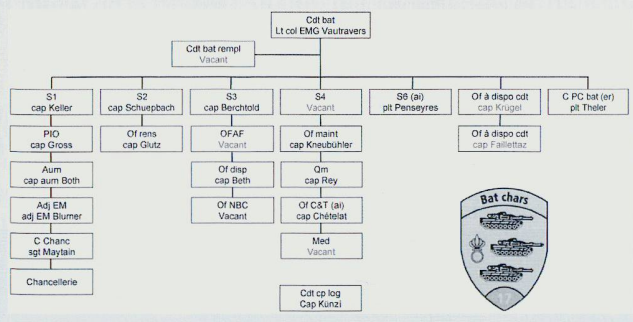 Cdt bat
Lt col EMG Vautravers
Cdt bat rempl
Vacant
S1
cap Keller
S2
cap Schuepbach
S3
cap Berchtold
S4
Vacant
S6 (ai)
plt Penseyres
Of à dispo cdt
cap Krügel
C PC bat (er)
plt Theler
PIO
cap Gross
Of rens
cap Glutz
OFAF
Vacant
Of maint
cap Kneubühler
Of à dispo cdt
cap Faillettaz
Aum
cap aum Both
Of disp
cap Beth
Qm
cap Rey
Adj EM
adj EM Blumer
Of NBC
Vacant
Of C&T (ai)
cap Chételat
C Chanc
sgt Maytain
Med
Vacant
Chancellerie
Cdt cp log
Cap Künzi
Bat chars
17